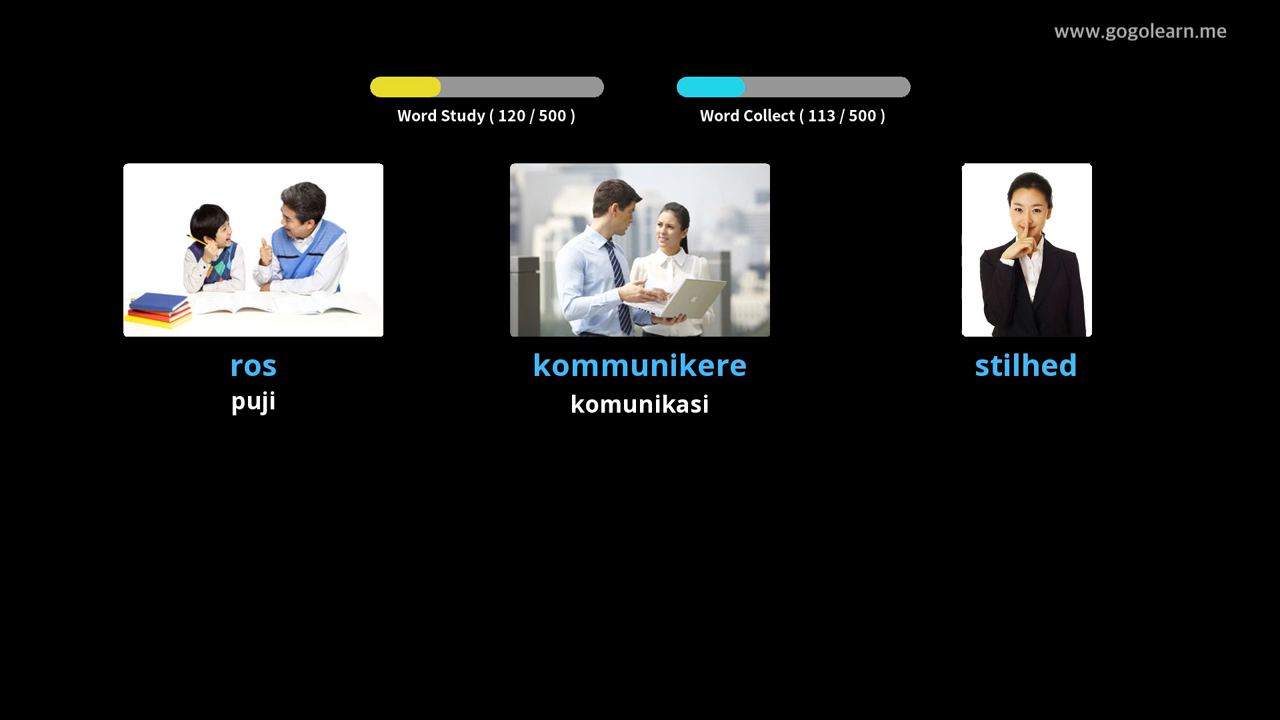 www.gogolearn.me
Word Study ( 120 / 500 )
Word Collect ( 113 / 500 )
ros
puji
kommunikere
komunikasi
stilhed